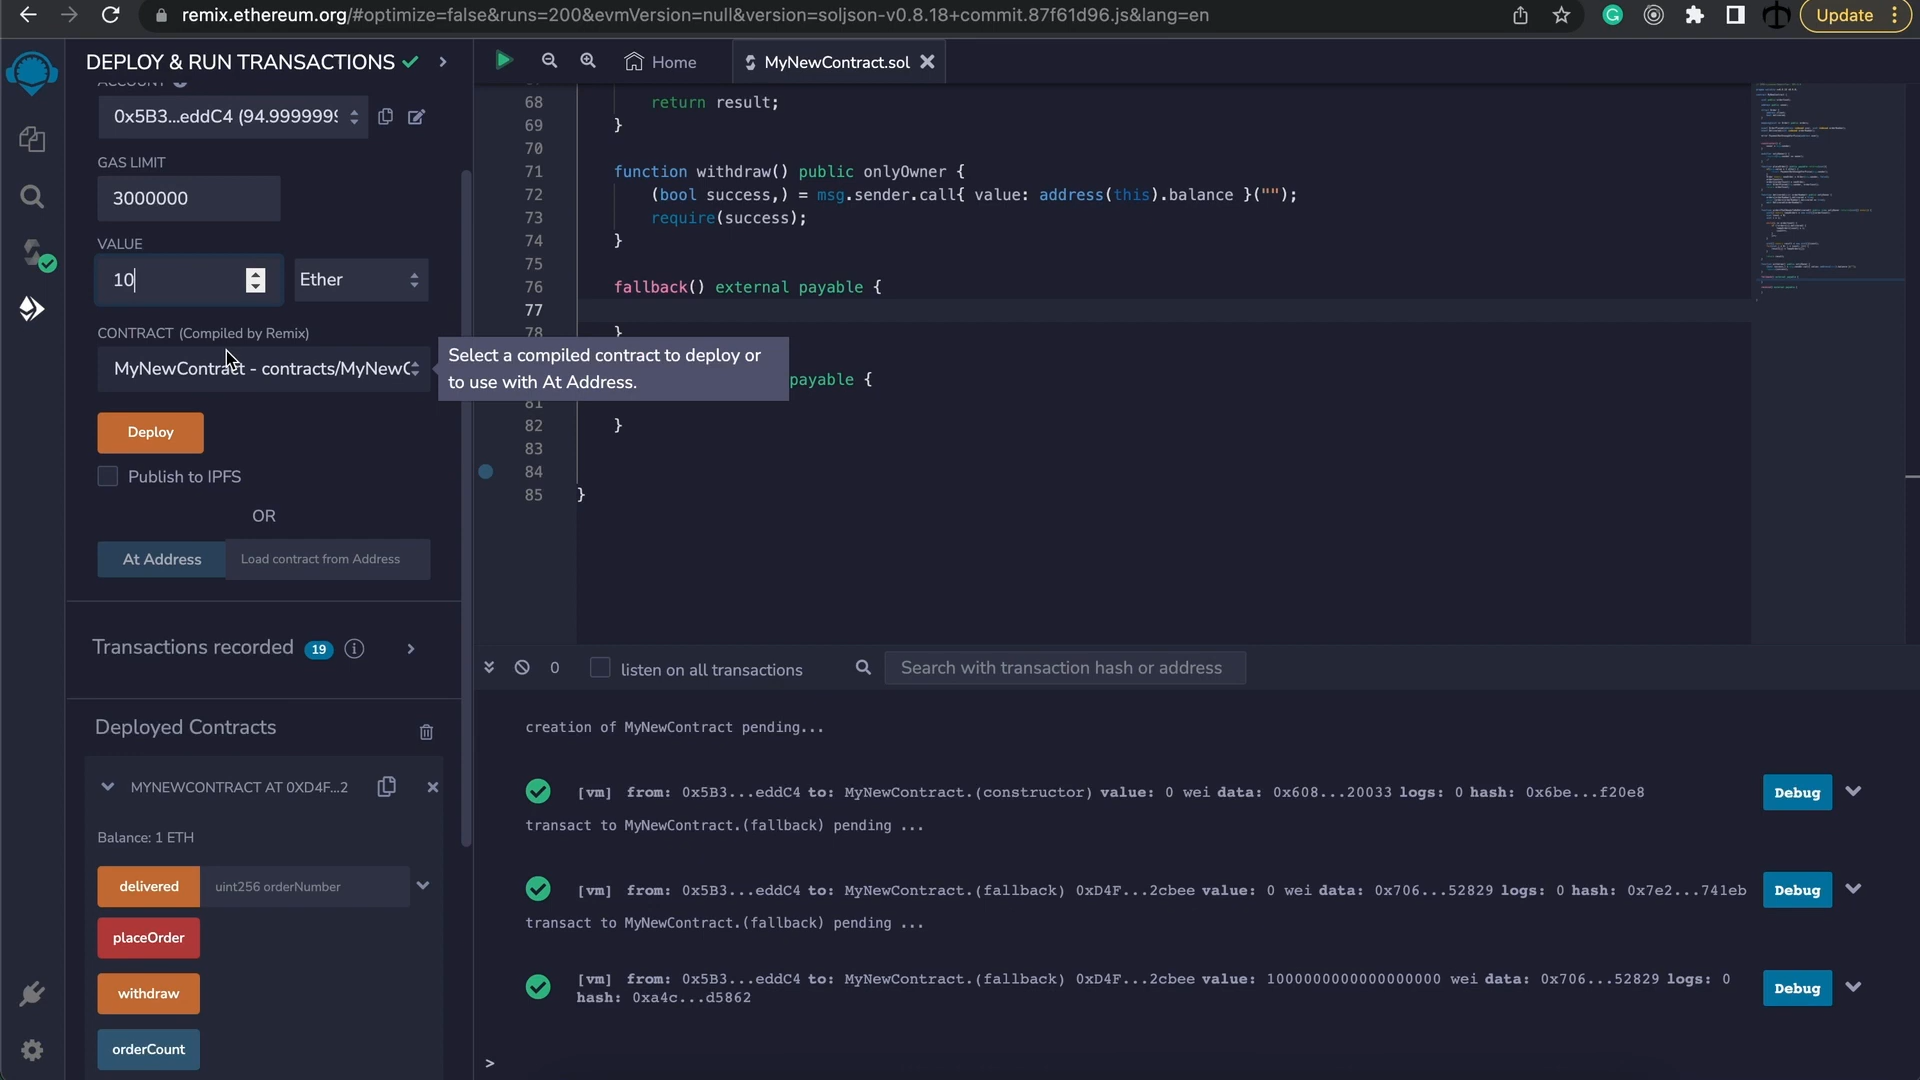 remix.ethereum.org/#optimize=false&runs=200&evmVersion=null&version=soljson-v0.8.18+commit.87f61d96.js&lang=en
Update
DEPLOY & RUN TRANSACTIONS
ACCOUNT
0x5B3...eddC4 (94.9999999
GAS LIMIT
3000000
VALUE
10
Ether
CONTRACT (Compiled by Remix)
MyNewContract - contracts/MyNewC
Select a compiled contract to deploy or
to use with At Address.
Deploy
Publish to IPFS
OR
At Address
Load contract from Address
Transactions recorded 19 i
Deployed Contracts
MYNEWCONTRACT AT 0XD4F...2
Balance: 1 ETH
delivered
uint256 orderNumber
placeOrder
withdraw
orderCount
Home
MyNewContract.sol
68 return result;
69 }
70
71 function withdraw() public onlyOwner {
72 (bool success,) = msg.sender.call{ value: address(this).balance }("");
73 require(success);
74 }
75
76 fallback() external payable {
77
78 }
payable {
81
82 }
83
84
85 }
0
listen on all transactions
Search with transaction hash or address
creation of MyNewContract pending...
[vm] from: 0x5B3...eddC4 to: MyNewContract.(constructor) value: 0 wei data: 0x608...20033 logs: 0 hash: 0x6be...f20e8
Debug
transact to MyNewContract.(fallback) pending ...
[vm] from: 0x5B3...eddC4 to: MyNewContract.(fallback) 0xD4F...2cbee value: 0 wei data: 0x706...52829 logs: 0 hash: 0x7e2...741eb
Debug
transact to MyNewContract.(fallback) pending ...
[vm] from: 0x5B3...eddC4 to: MyNewContract.(fallback) 0xD4F...2cbee value: 1000000000000000000 wei data: 0x706...52829 logs: 0
hash: 0xa4c...d5862
Debug
>